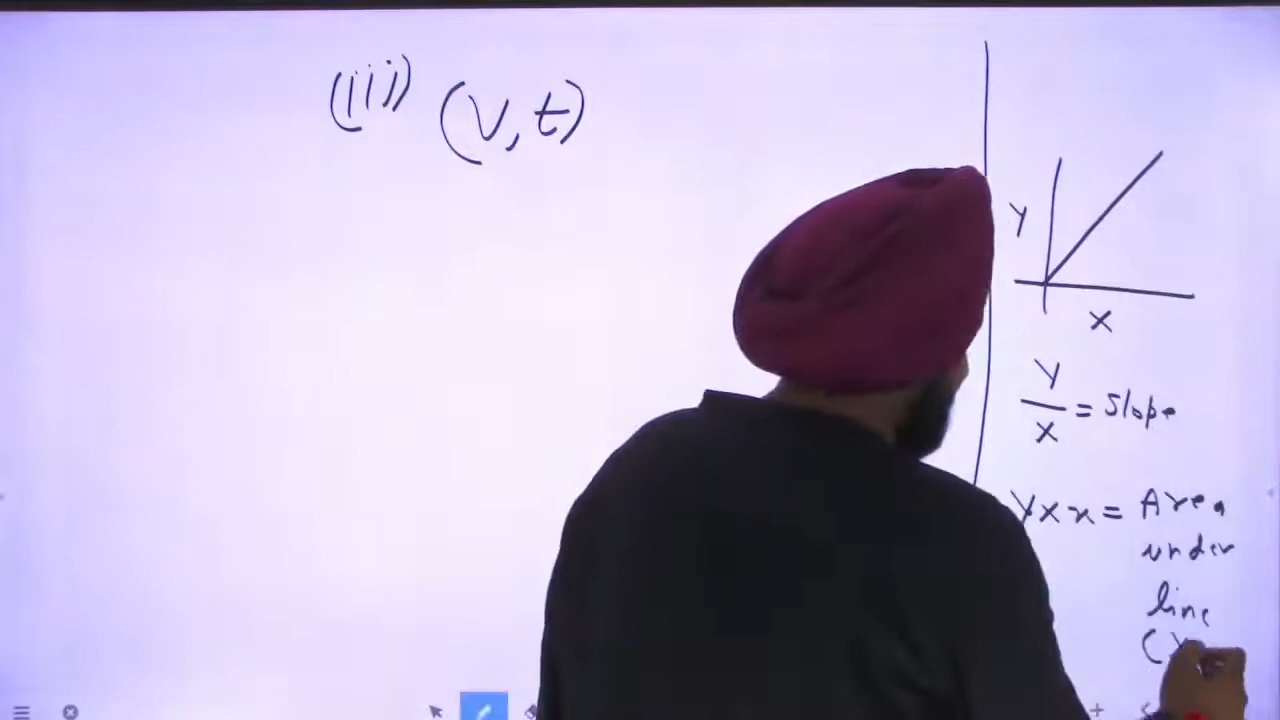 (iii) (v,t)
Y
X
Y
/
X
= Slope
Y×x = Area
under
line
(